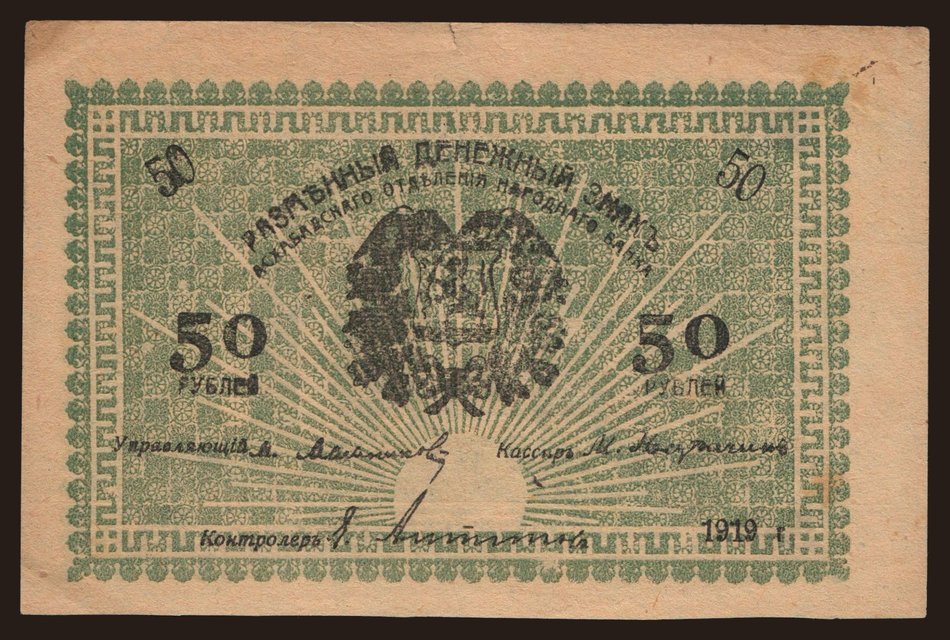 50 50
РАЗМѢННЫЙ ДЕНЕЖНЫЙ ЗНАКЪ
АСХАБАДСКАГО ОТДѢЛЕНІЯ НАРОДНАГО БАНКА
50 50
РУБЛЕЙ РУБЛЕЙ
Управляющій Кассиръ М.
Контролеръ
1919 г